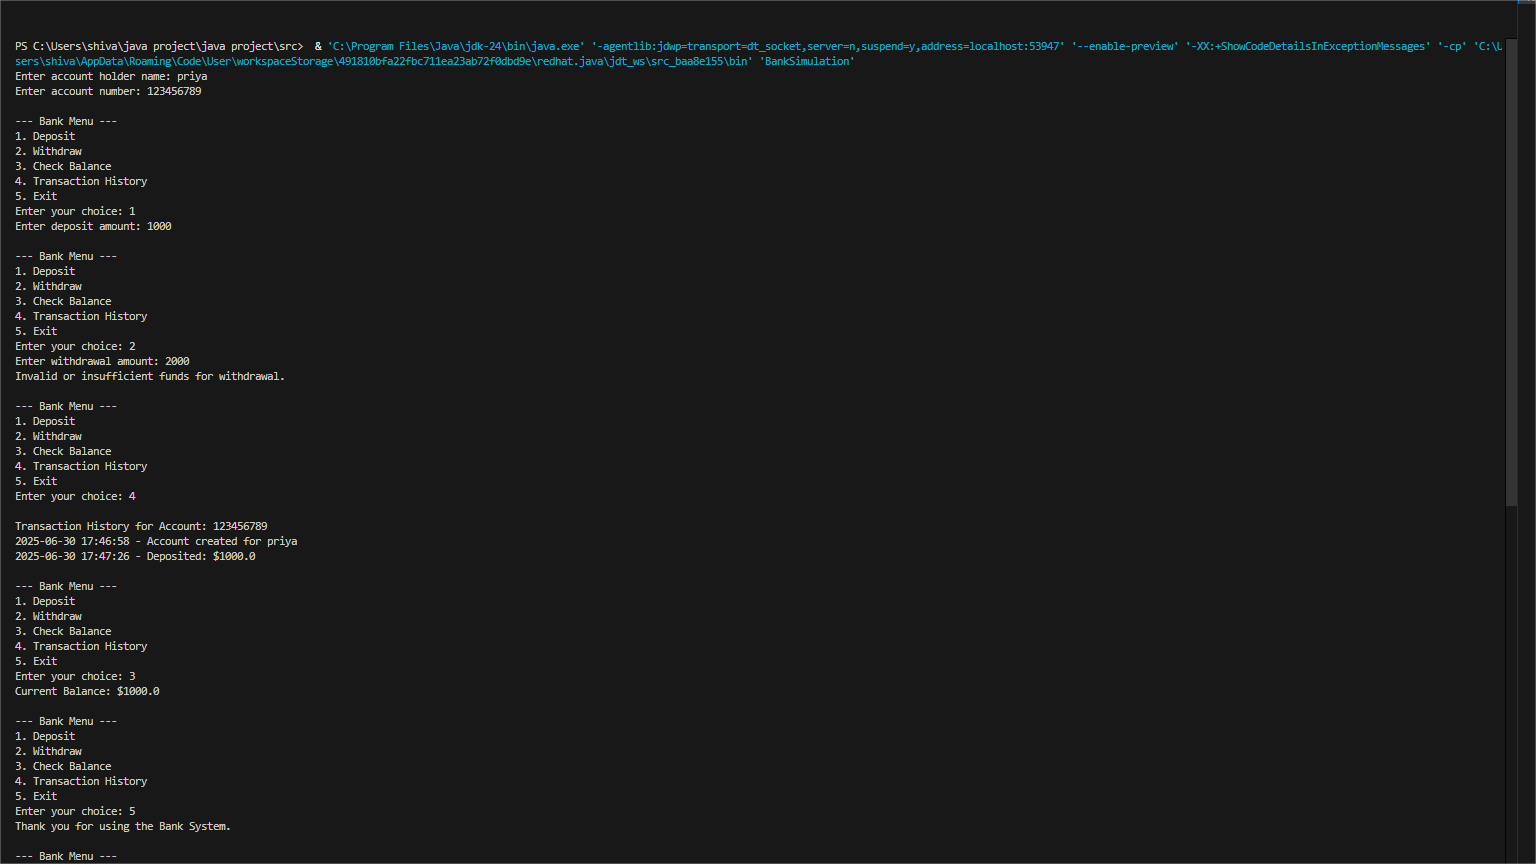 PS C:\Users\shiva\java project\java project\src>  & 'C:\Program Files\Java\jdk-24\bin\java.exe' '-agentlib:jdwp=transport=dt_socket,server=n,suspend=y,address=localhost:53947' '--enable-preview' '-XX:+ShowCodeDetailsInExceptionMessages' '-cp' 'C:\U
sers\shiva\AppData\Roaming\Code\User\workspaceStorage\491810bfa22fbc711ea23ab72f0dbd9e\redhat.java\jdt_ws\src_baa8e155\bin' 'BankSimulation'
Enter account holder name: priya
Enter account number: 123456789
--- Bank Menu ---
1. Deposit
2. Withdraw
3. Check Balance
4. Transaction History
5. Exit
Enter your choice: 1
Enter deposit amount: 1000
--- Bank Menu ---
1. Deposit
2. Withdraw
3. Check Balance
4. Transaction History
5. Exit
Enter your choice: 2
Enter withdrawal amount: 2000
Invalid or insufficient funds for withdrawal.
--- Bank Menu ---
1. Deposit
2. Withdraw
3. Check Balance
4. Transaction History
5. Exit
Enter your choice: 4
Transaction History for Account: 123456789
2025-06-30 17:46:58 - Account created for priya
2025-06-30 17:47:26 - Deposited: $1000.0
--- Bank Menu ---
1. Deposit
2. Withdraw
3. Check Balance
4. Transaction History
5. Exit
Enter your choice: 3
Current Balance: $1000.0
--- Bank Menu ---
1. Deposit
2. Withdraw
3. Check Balance
4. Transaction History
5. Exit
Enter your choice: 5
Thank you for using the Bank System.
--- Bank Menu ---